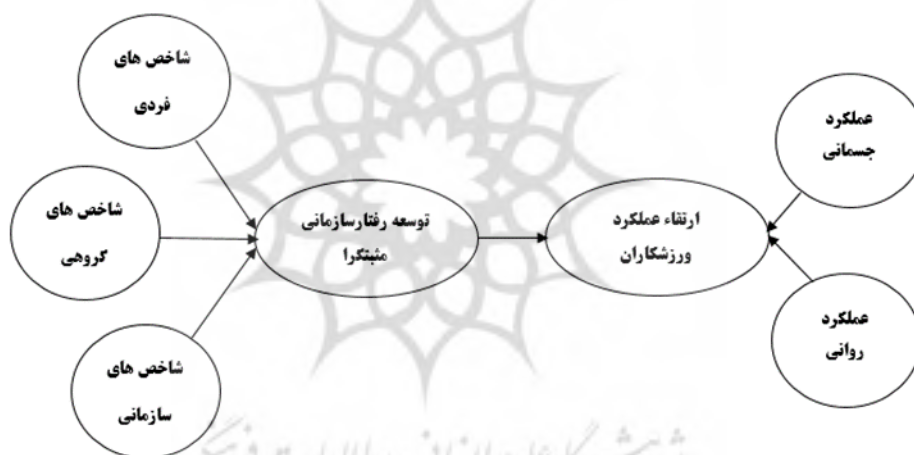 شاخص های
فردی
شاخص های
گروهی
شاخص های
سازمانی
توسعه رفتارسازمانی
مثبتگرا
ارتقاء عملکرد
ورزشکاران
عملکرد
جسمانی
عملکرد
روانی